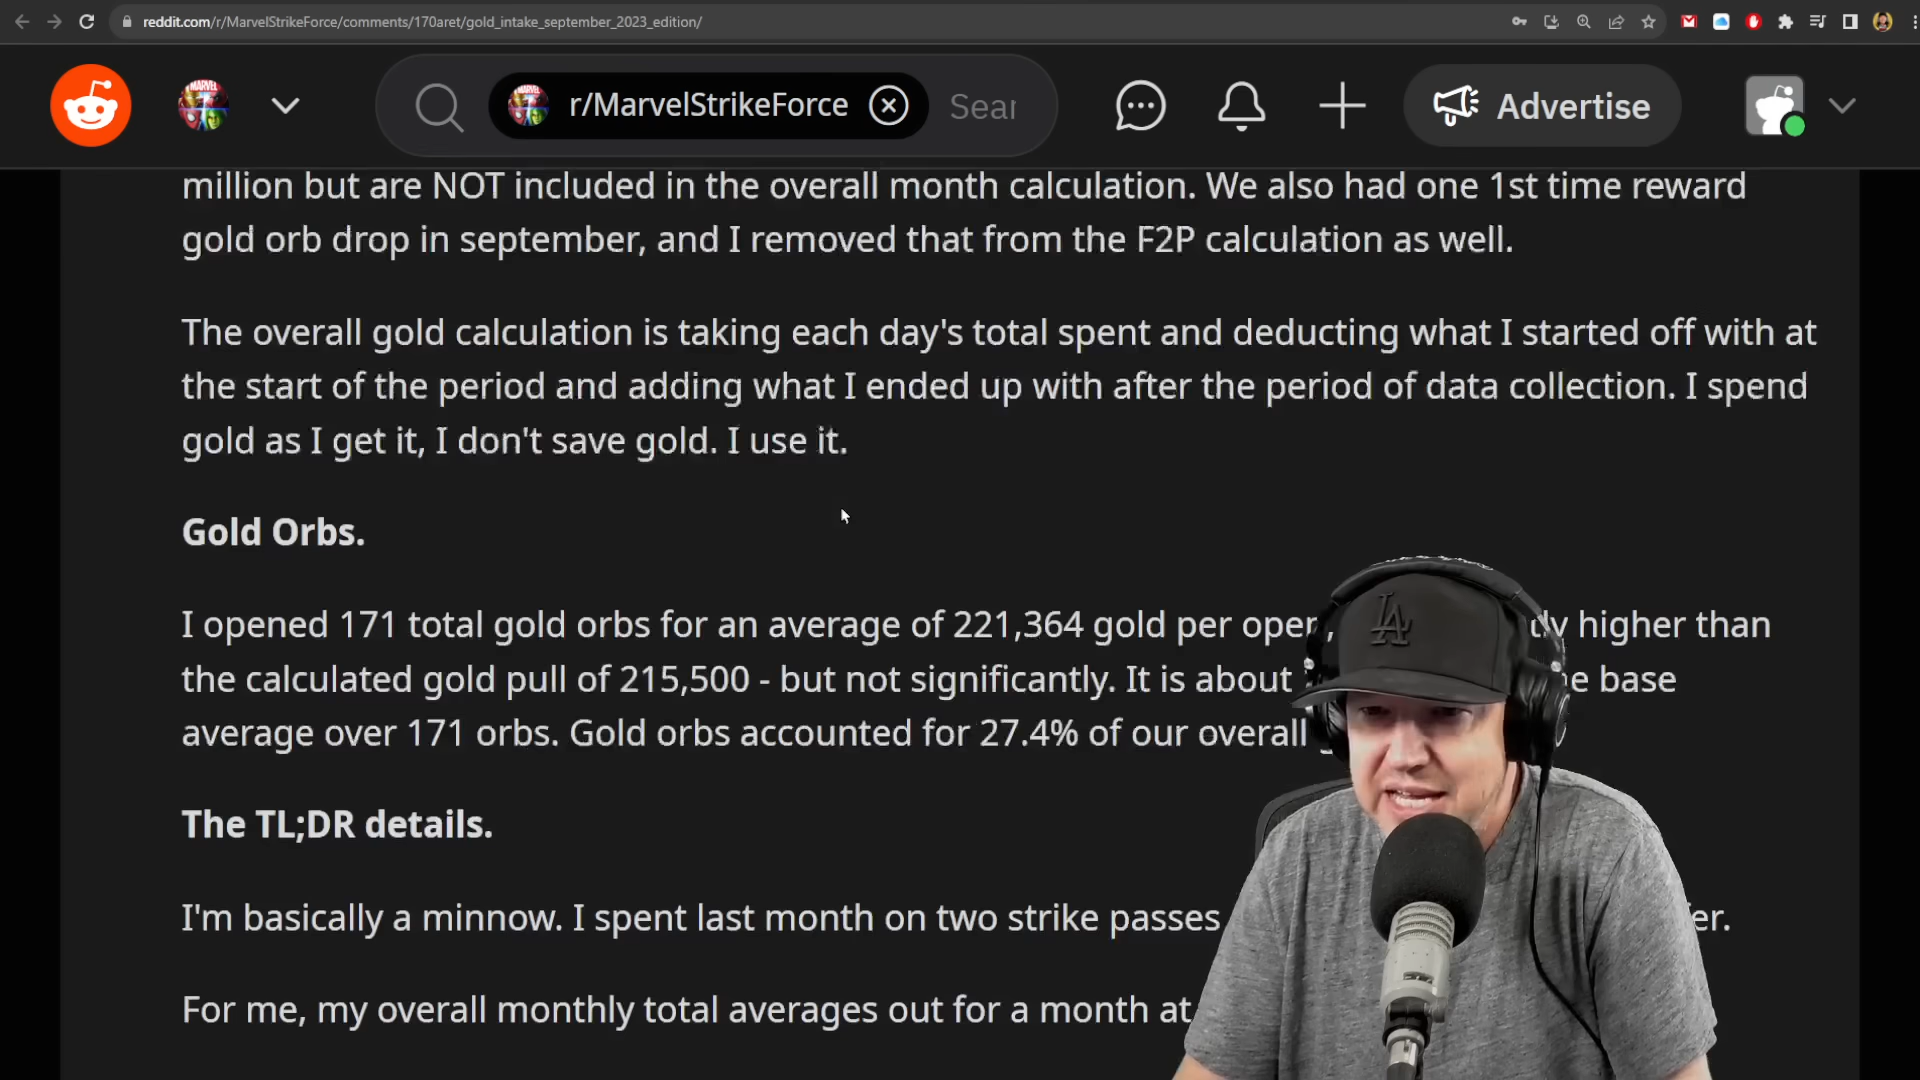 reddit.com/r/MarvelStrikeForce/comments/170aret/gold_intake_september_2023_edition/
MARVEL
r/MarvelStrikeForce
Sear
Advertise
million but are NOT included in the overall month calculation. We also had one 1st time reward
gold orb drop in september, and I removed that from the F2P calculation as well.
The overall gold calculation is taking each day's total spent and deducting what I started off with at
the start of the period and adding what I ended up with after the period of data collection. I spend
gold as I get it, I don't save gold. I use it.
Gold Orbs.
I opened 171 total gold orbs for an average of 221,364 gold per open, higher than
the calculated gold pull of 215,500 - but not significantly. It is about base
average over 171 orbs. Gold orbs accounted for 27.4% of our overall
The TL;DR details.
I'm basically a minnow. I spent last month on two strike passes
For me, my overall monthly total averages out for a month at
LA